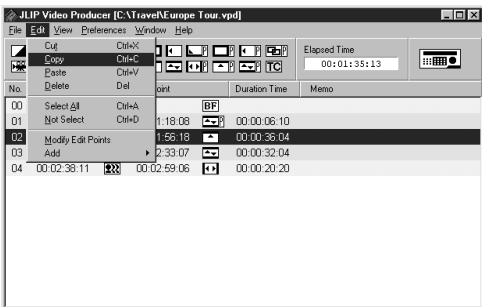 JLIP Video Producer [C:\Travel\Europe Tour.vpd]
File Edit View Preferences Window Help
Cut Ctrl+X
Copy Ctrl+C
Paste Ctrl+V
Delete Del
Select All Ctrl+A
Not Select Ctrl+D
Modify Edit Points
Add
P P P P
P P TC
Elapsed Time
00:01:35:13
No. oint Duration Time Memo
00 BF
01 1:18:08 P 00:00:06:10
02 1:56:18 00:00:36:04
03 2:33:07 00:00:32:04
04 00:02:38:11 00:02:59:06 00:00:20:20